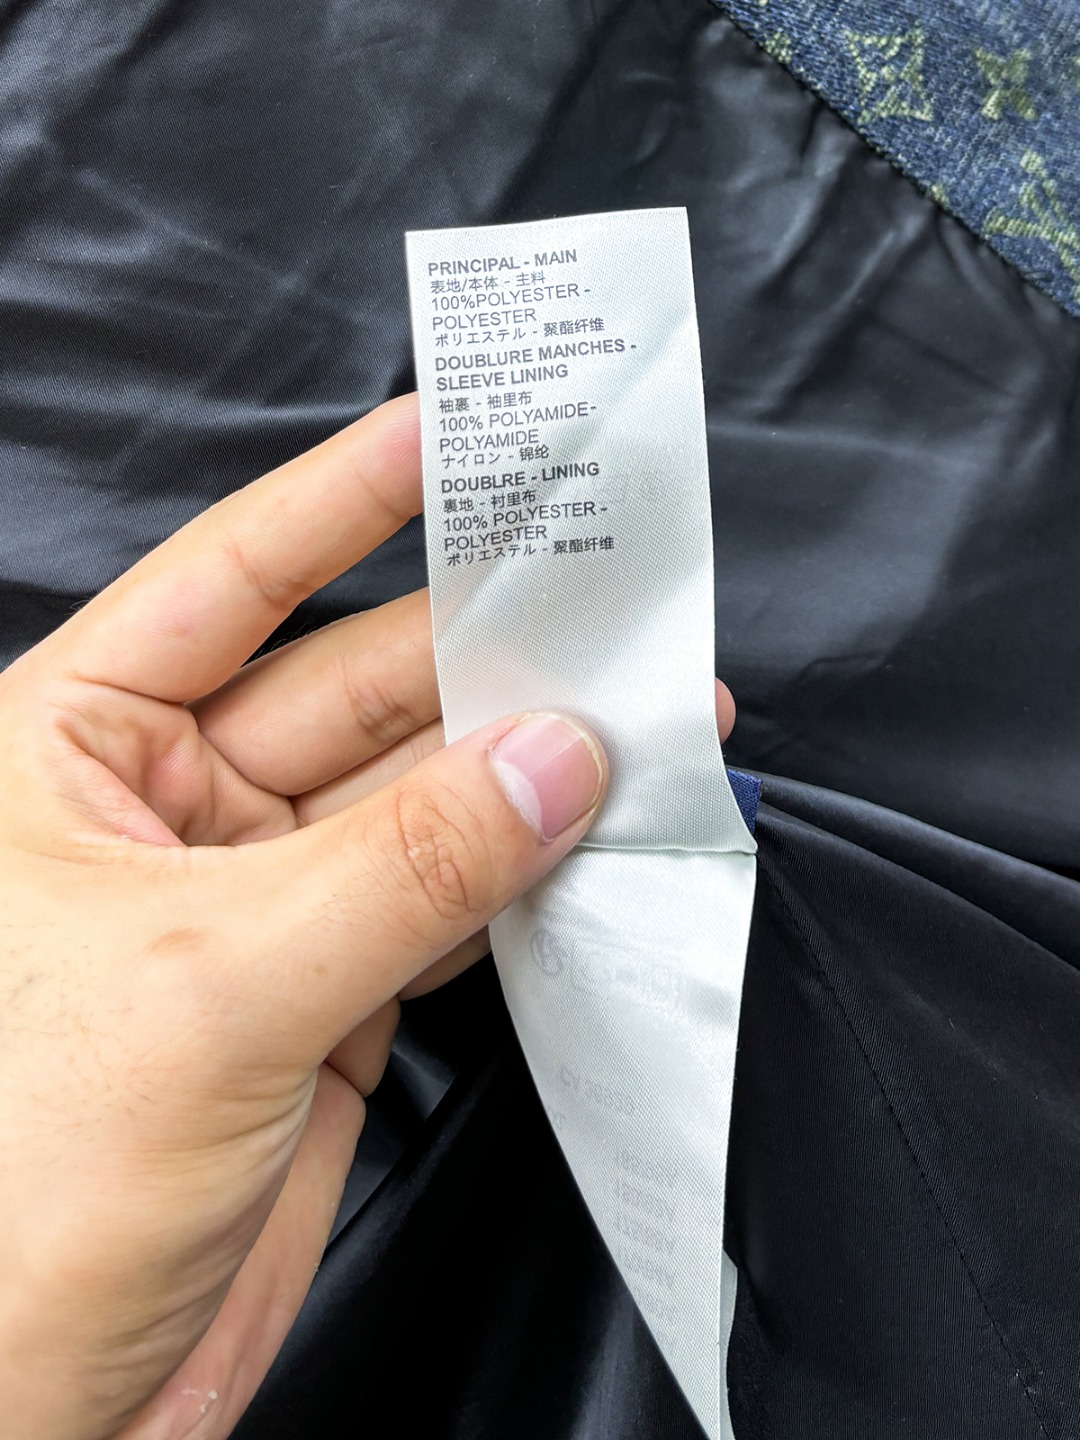 PRINCIPAL - MAIN
表地/本体 - 主料
100%POLYESTER -
POLYESTER
ポリエステル - 聚酯纤维
DOUBLURE MANCHES -
SLEEVE LINING
袖裏 - 袖里布
100% POLYAMIDE-
POLYAMIDE
ナイロン - 锦纶
DOUBLRE - LINING
裏地 - 衬里布
100% POLYESTER -
POLYESTER
ポリエステル - 聚酯纤维